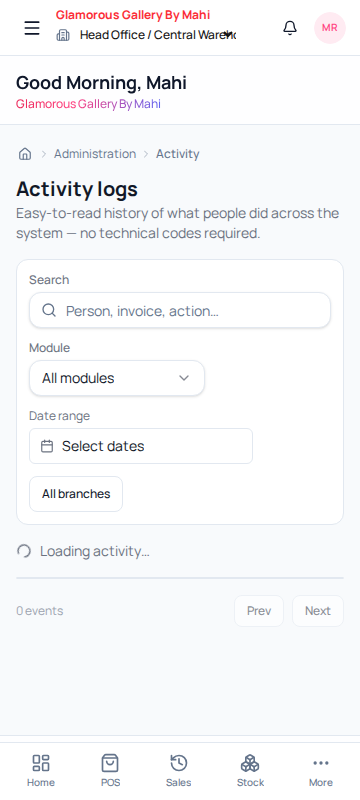 Glamorous Gallery By Mahi
Head Office / Central
MR
Good Morning, Mahi
Glamorous Gallery By Mahi
Administration
Activity
Activity logs
Easy-to-read history of what people did across the
system — no technical codes required.
Search
Person, invoice, action...
Module
All modules
Date range
Select dates
All branches
Loading activity...
0 events
Prev
Next
Home
POS
Sales
Stock
More